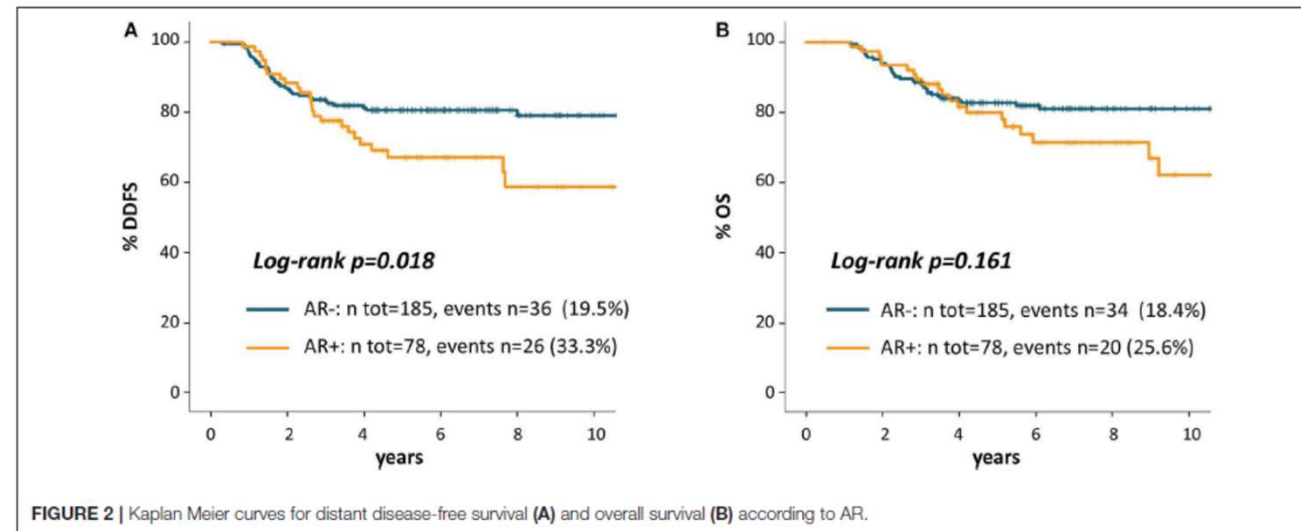 A
100
80
60
40
20
0
% DDFS
Log-rank p=0.018
AR-: n tot=185, events n=36 (19.5%)
AR+: n tot=78, events n=26 (33.3%)
0 2 4 6 8 10
years
B
100
80
60
40
20
0
% OS
Log-rank p=0.161
AR-: n tot=185, events n=34 (18.4%)
AR+: n tot=78, events n=20 (25.6%)
0 2 4 6 8 10
years
FIGURE 2 | Kaplan Meier curves for distant disease-free survival (A) and overall survival (B) according to AR.